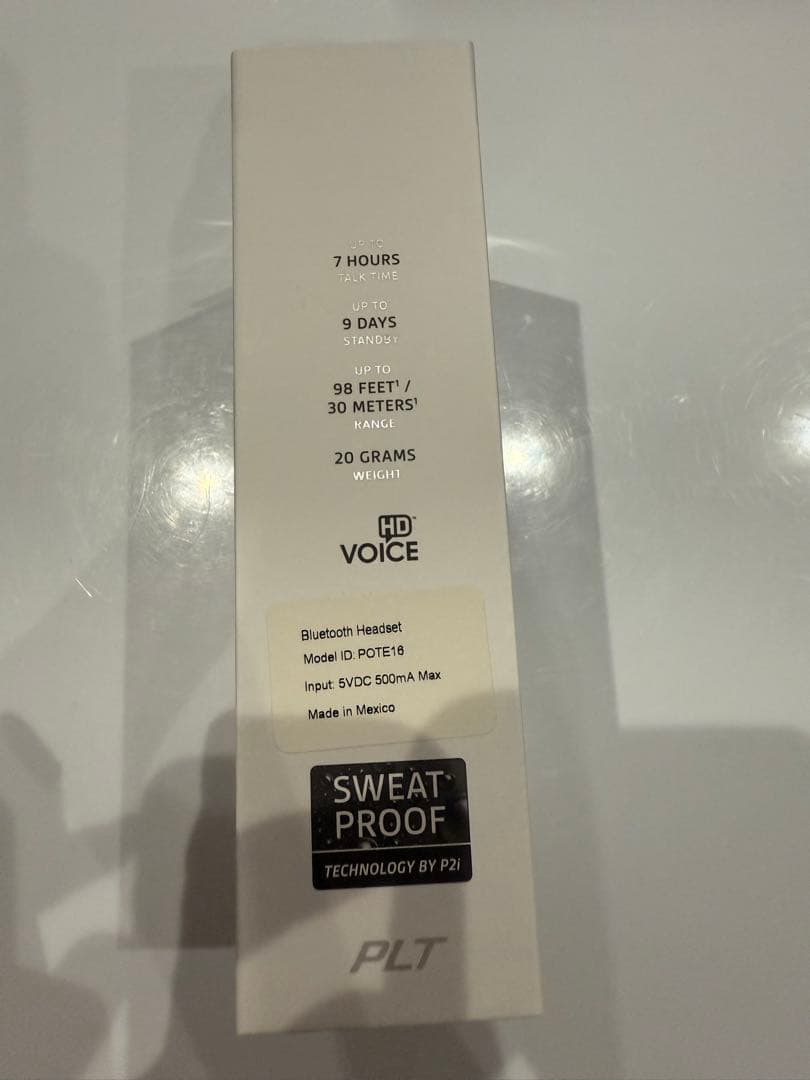 UP TO
7 HOURS
TALK TIME
UP TO
9 DAYS
STANDBY
UP TO
98 FEET¹ /
30 METERS¹
RANGE
20 GRAMS
WEIGHT
HD™
VOICE
Bluetooth Headset
Model ID: POTE16
Input: 5VDC 500mA Max
Made in Mexico
SWEAT
PROOF
TECHNOLOGY BY P2i
PLT